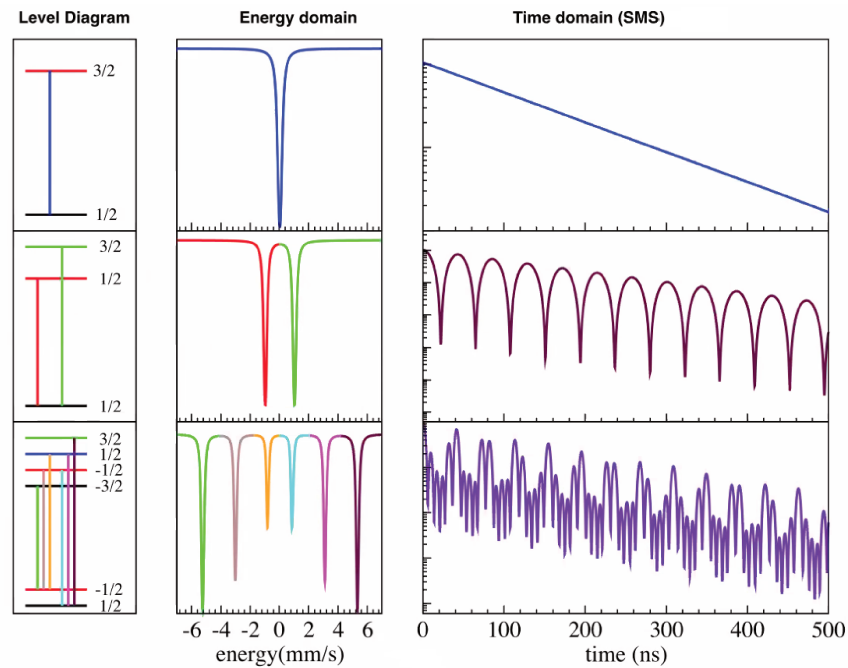 Level Diagram
Energy domain
Time domain (SMS)
3/2
1/2
3/2
1/2
1/2
3/2
1/2
-1/2
-3/2
-1/2
1/2
-6 -4 -2 0 2 4 6
energy(mm/s)
0 100 200 300 400 500
time (ns)